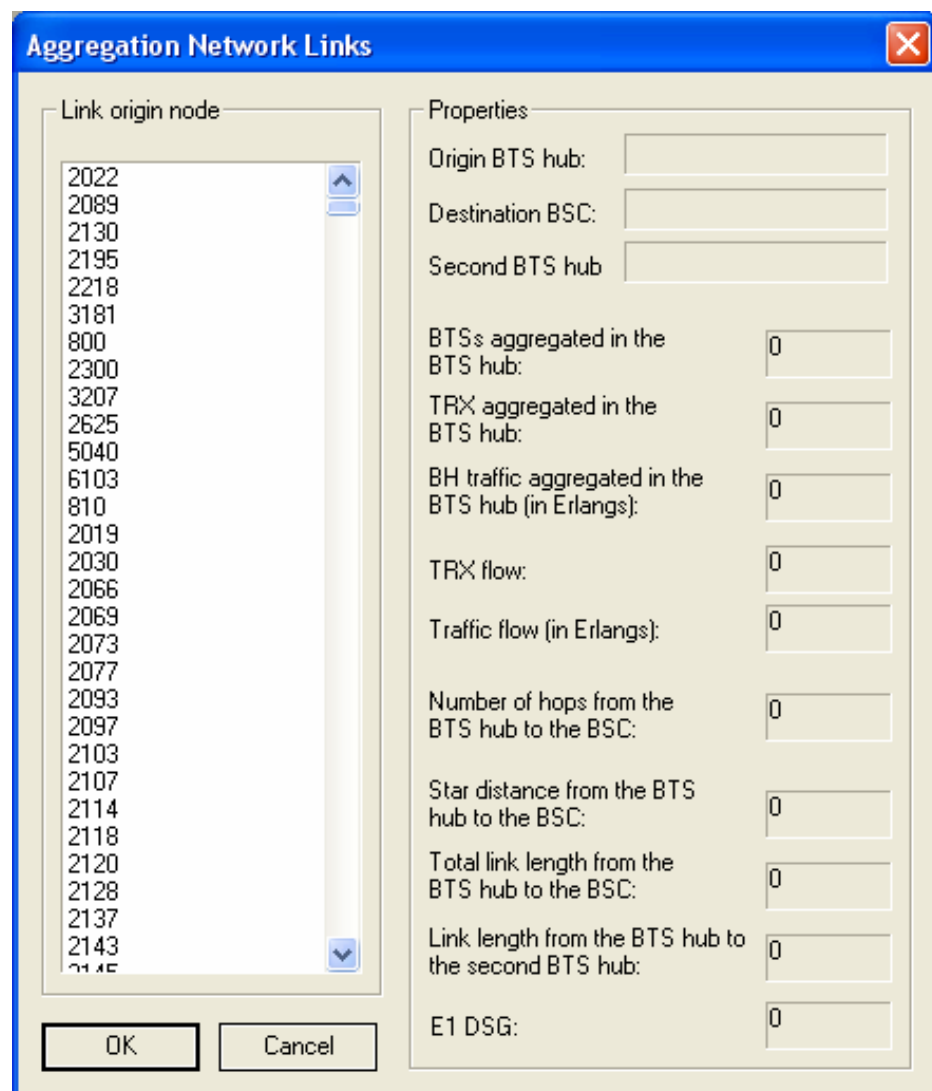 Aggregation Network Links
Link origin node
2022
2089
2130
2195
2218
3181
800
2300
3207
2625
5040
6103
810
2019
2030
2066
2069
2073
2077
2093
2097
2103
2107
2114
2118
2120
2128
2137
2143
OK
Cancel
Properties
Origin BTS hub:
Destination BSC:
Second BTS hub
BTSs aggregated in the
BTS hub:
0
TRX aggregated in the
BTS hub:
0
BH traffic aggregated in the
BTS hub (in Erlangs):
0
TRX flow:
0
Traffic flow (in Erlangs):
0
Number of hops from the
BTS hub to the BSC:
0
Star distance from the BTS
hub to the BSC:
0
Total link length from the
BTS hub to the BSC:
0
Link length from the BTS hub to
the second BTS hub:
0
E1 DSG:
0